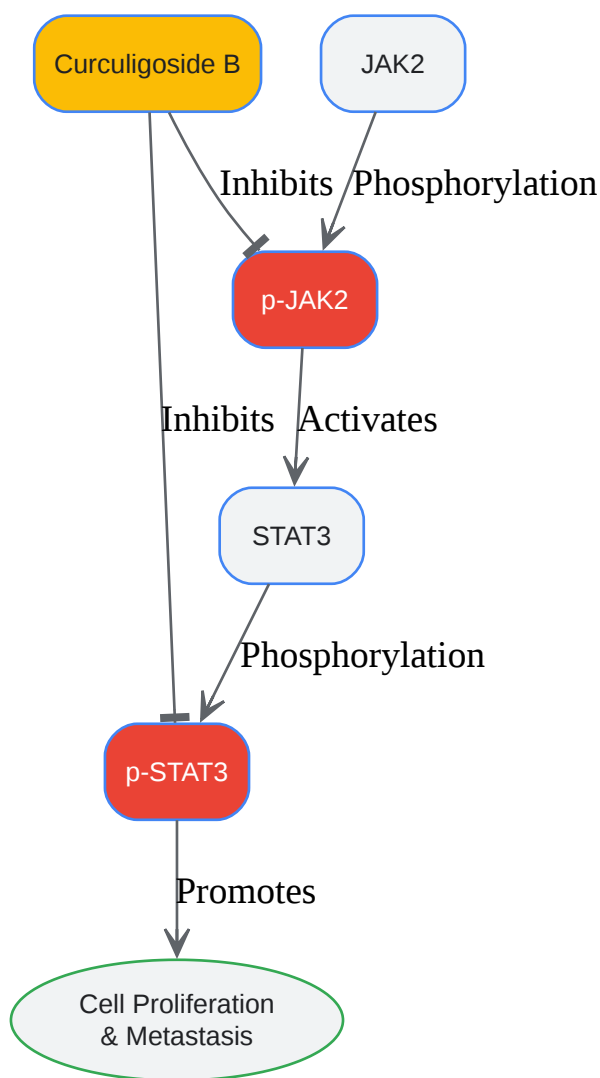 Curculigoside B
JAK2
Inhibits
Phosphorylation
p-JAK2
Inhibits
Activates
STAT3
Phosphorylation
p-STAT3
Promotes
Cell Proliferation
& Metastasis